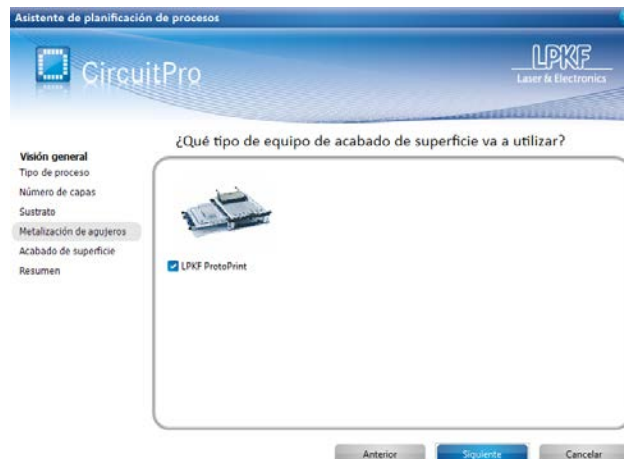 Asistente de planificación de procesos
CircuitPro
LPKF
Laser & Electronics
¿Qué tipo de equipo de acabado de superficie va a utilizar?
Visión general
Tipo de proceso
Número de capas
Sustrato
Metalización de agujeros
Acabado de superficie
Resumen
LPKF ProtoPrint
Anterior
Siguiente
Cancelar